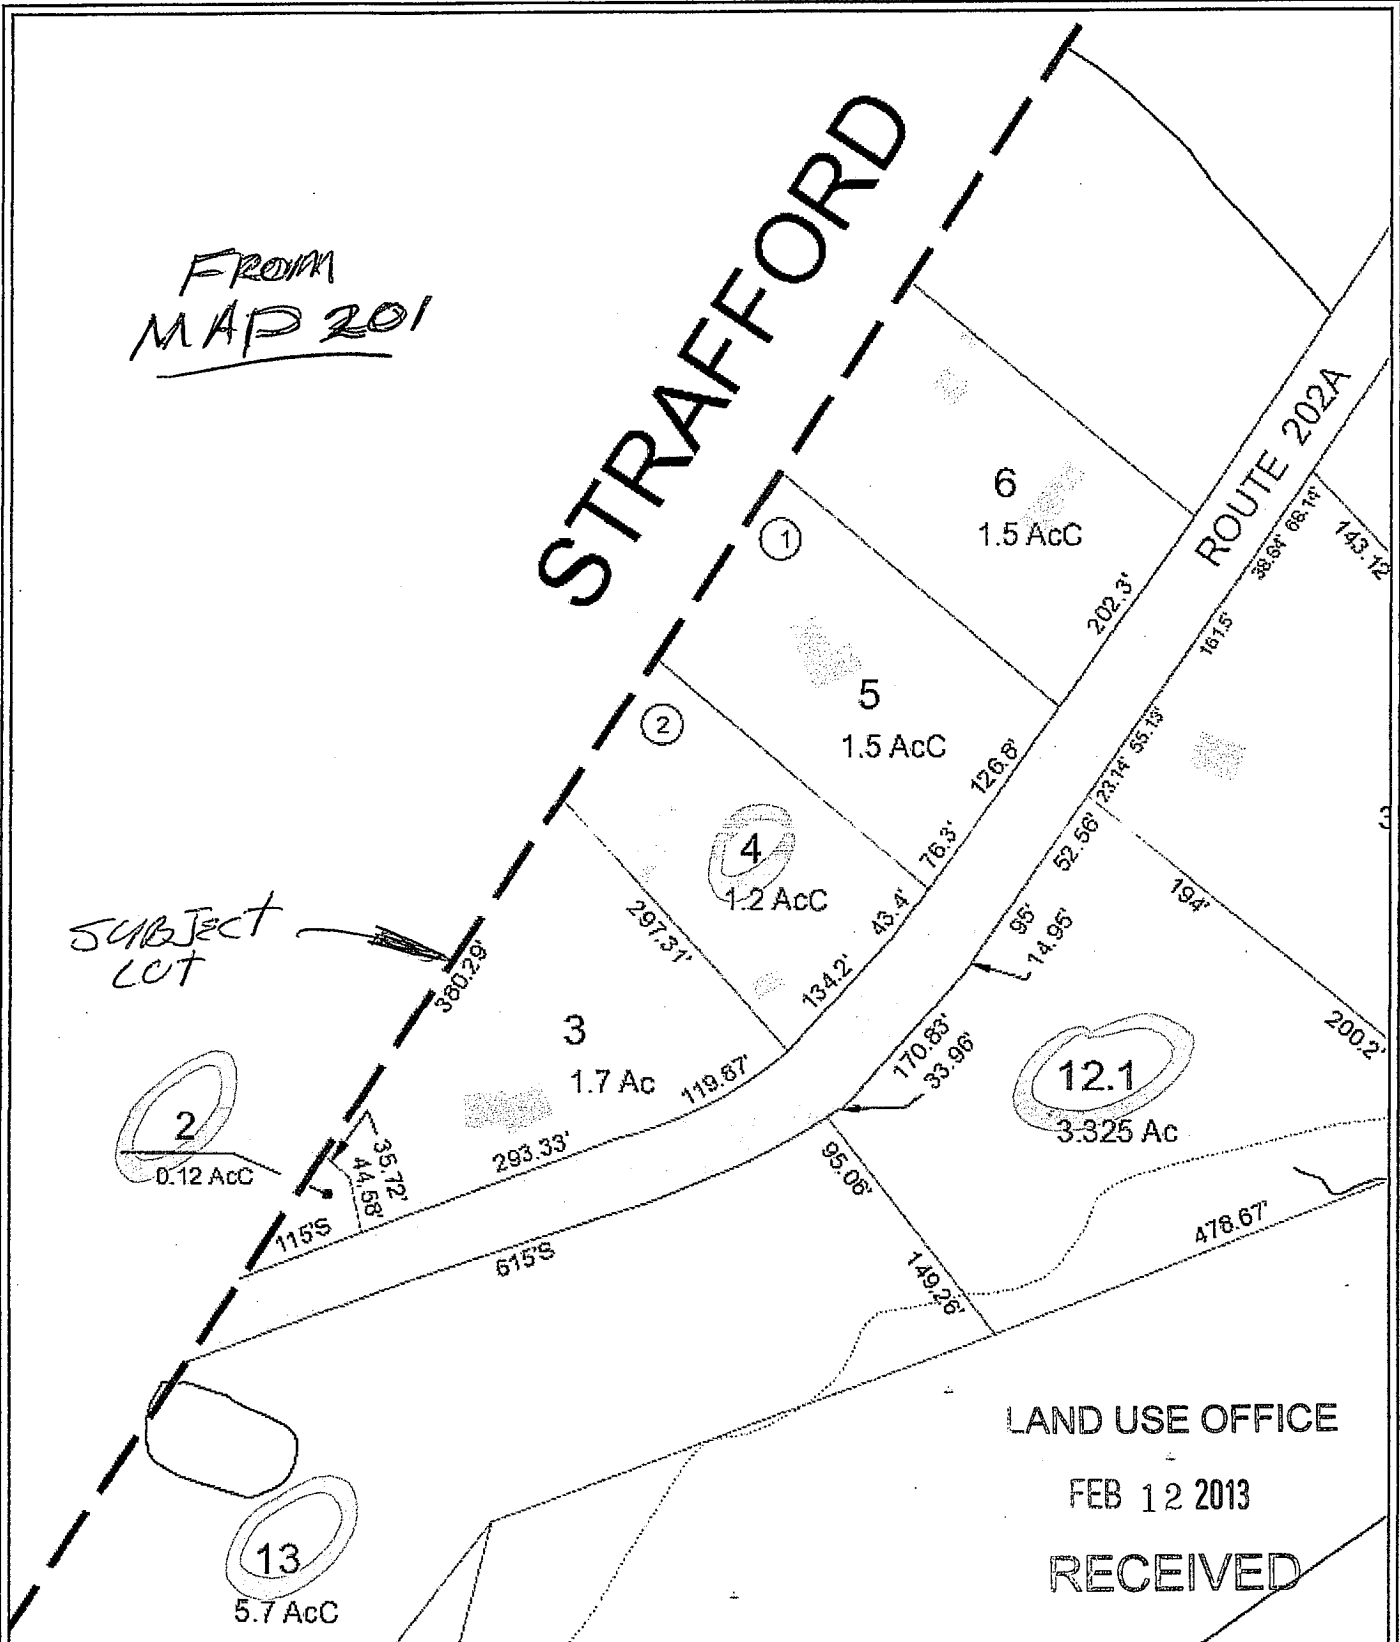 FROM
MAP 201
STRAFFORD
ROUTE 202A
6
1.5 AcC
202.3'
38.84' 68.14'
143.12
161.5'
1
5
1.5 AcC
126.8'
23.14' 55.13'
2
76.3'
52.56'
3
4
1.2 AcC
43.4'
194'
297.31'
95'
14.95'
SUBJECT
LOT
380.29'
134.2'
3
1.7 Ac
119.87'
170.83'
33.96'
200.2'
12.1
3.325 Ac
2
0.12 AcC
35.72'
44.58'
293.33'
95.06'
115'S
615'S
149.26'
478.67'
LAND USE OFFICE
FEB 12 2013
RECEIVED
13
5.7 AcC